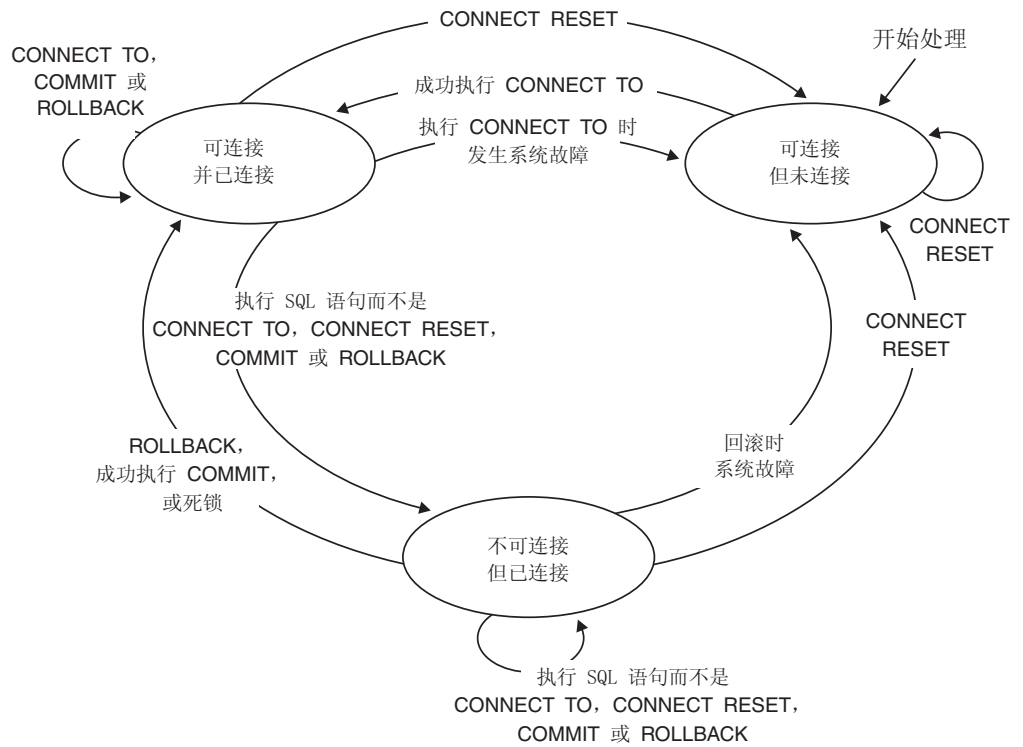 CONNECT RESET
开始处理
CONNECT TO，
COMMIT 或
ROLLBACK
成功执行 CONNECT TO
执行 CONNECT TO 时
发生系统故障
可连接
并已连接
可连接
但未连接
CONNECT
RESET
执行 SQL 语句而不是
CONNECT TO，CONNECT RESET，
COMMIT 或 ROLLBACK
CONNECT
RESET
ROLLBACK，
成功执行 COMMIT，
或死锁
回滚时
系统故障
不可连接
但已连接
执行 SQL 语句而不是
CONNECT TO，CONNECT RESET，
COMMIT 或 ROLLBACK